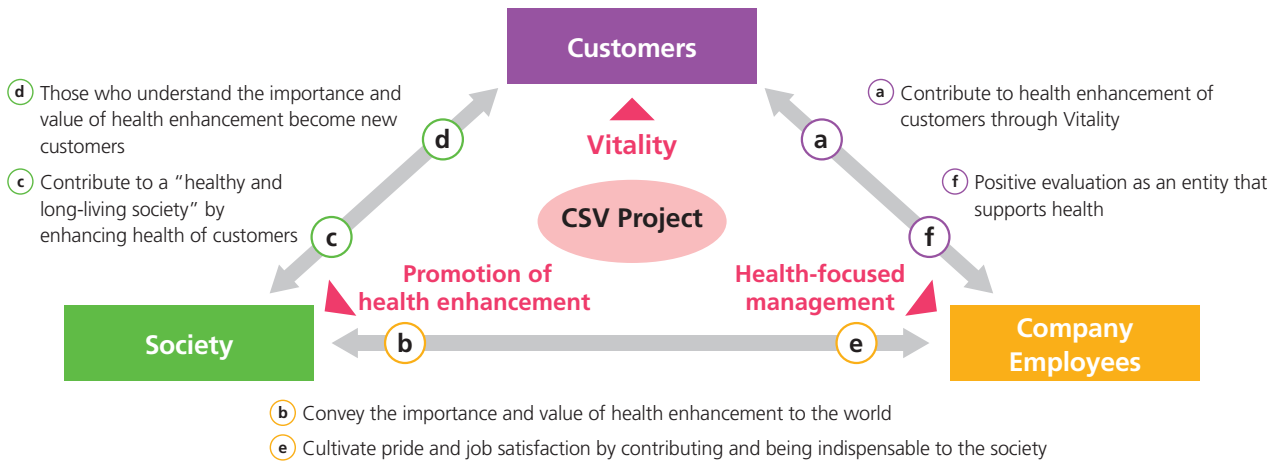 Customers
d Those who understand the importance and
value of health enhancement become new
customers
c Contribute to a “healthy and
long-living society” by
enhancing health of customers
d
c
Vitality
CSV Project
a
f
a Contribute to health enhancement of
customers through Vitality
f Positive evaluation as an entity that
supports health
Promotion of
health enhancement
Health-focused
management
Society
b
e
Company
Employees
b Convey the importance and value of health enhancement to the world
e Cultivate pride and job satisfaction by contributing and being indispensable to the society